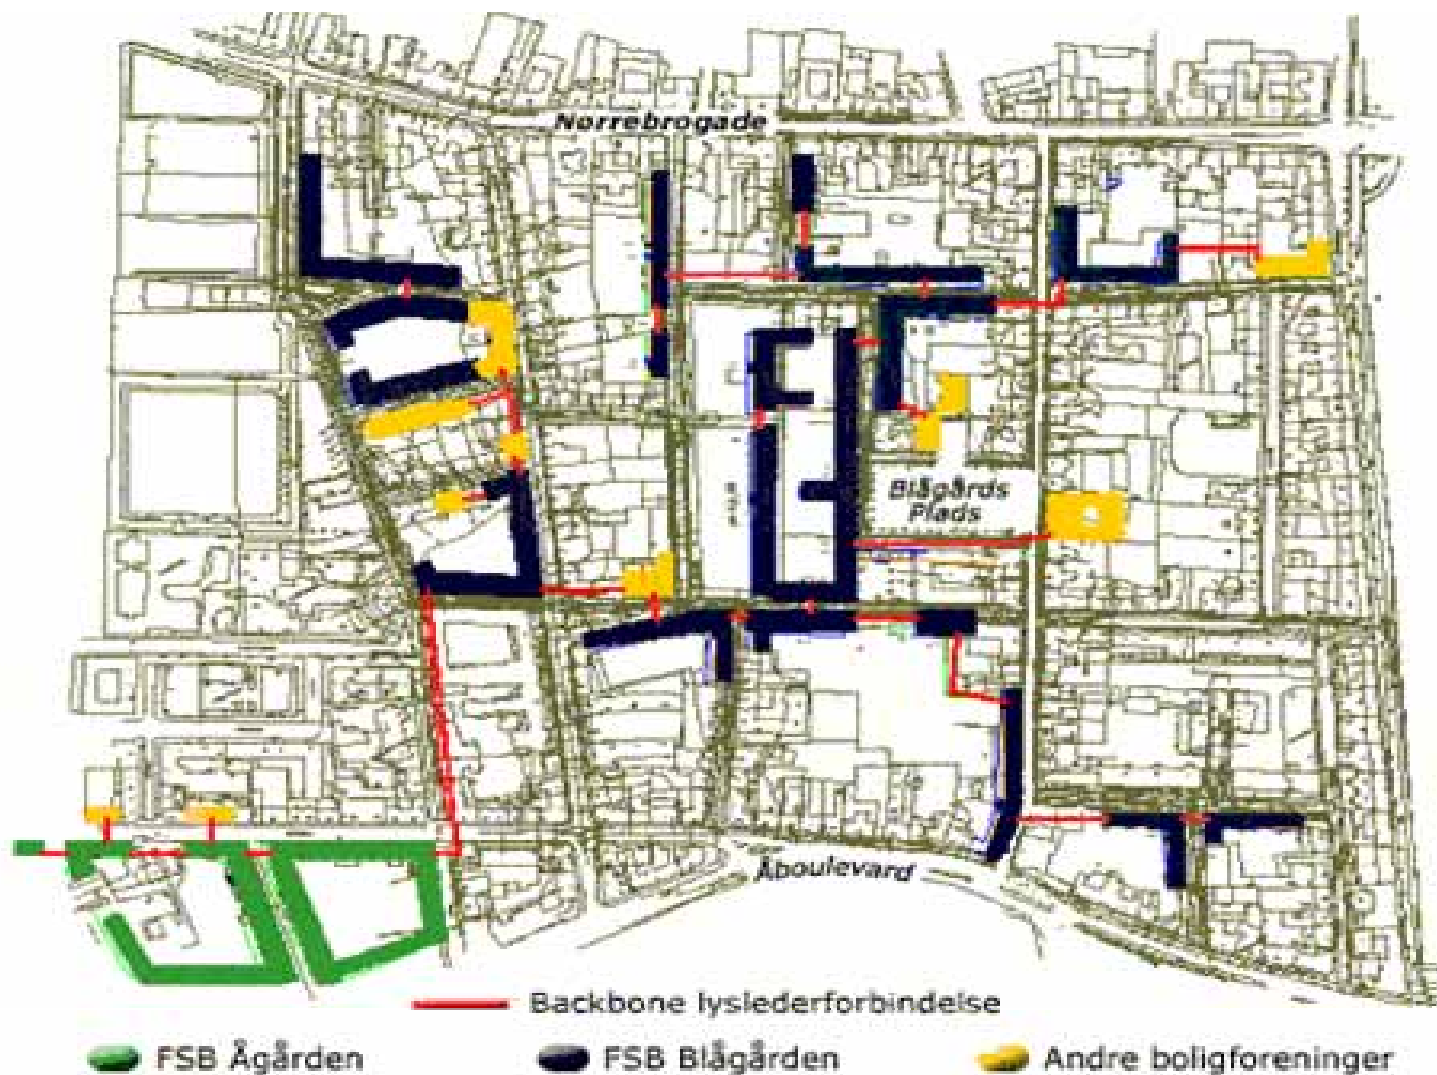 Nørrebrogade
Blågårds
Plads
Åboulevard
Backbone lyslederforbindelse
FSB Ågården
FSB Blågården
Andre boligforeninger